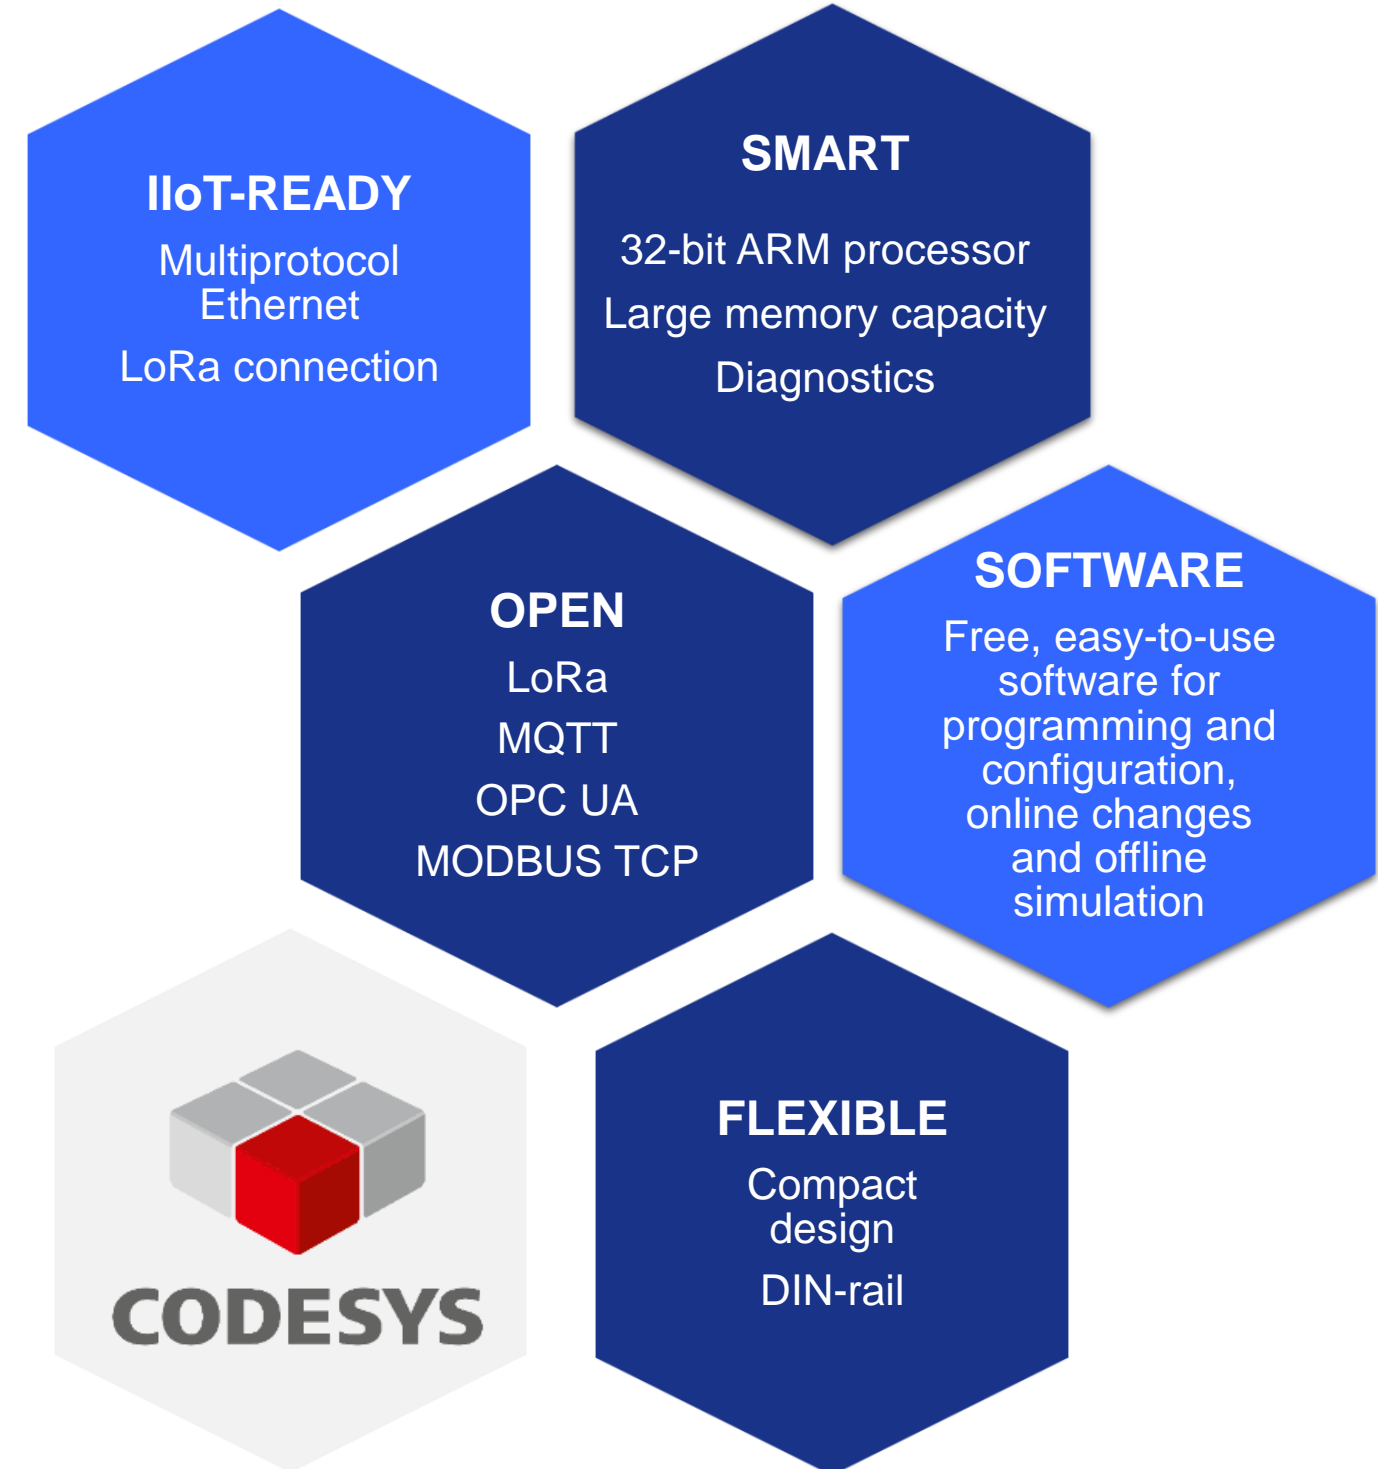 IIoT-READY
Multiprotocol
Ethernet
LoRa connection
SMART
32-bit ARM processor
Large memory capacity
Diagnostics
OPEN
LoRa
MQTT
OPC UA
MODBUS TCP
SOFTWARE
Free, easy-to-use
software for
programming and
configuration,
online changes
and offline
simulation
CODESYS
FLEXIBLE
Compact
design
DIN-rail